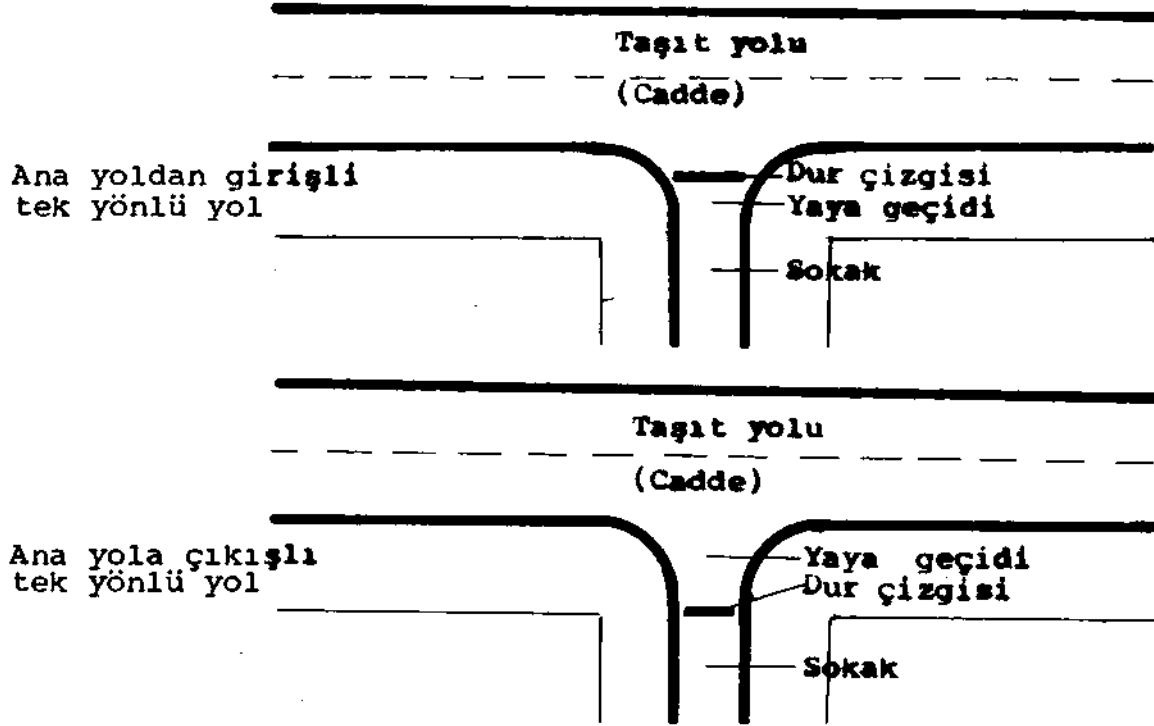 Taşıt yolu
(Cadde)
Ana yoldan girişli
tek yönlü yol
Dur çizgisi
Yaya geçidi
Sokak
Taşıt yolu
(Cadde)
Ana yola çıkışlı
tek yönlü yol
Yaya geçidi
Dur çizgisi
Sokak